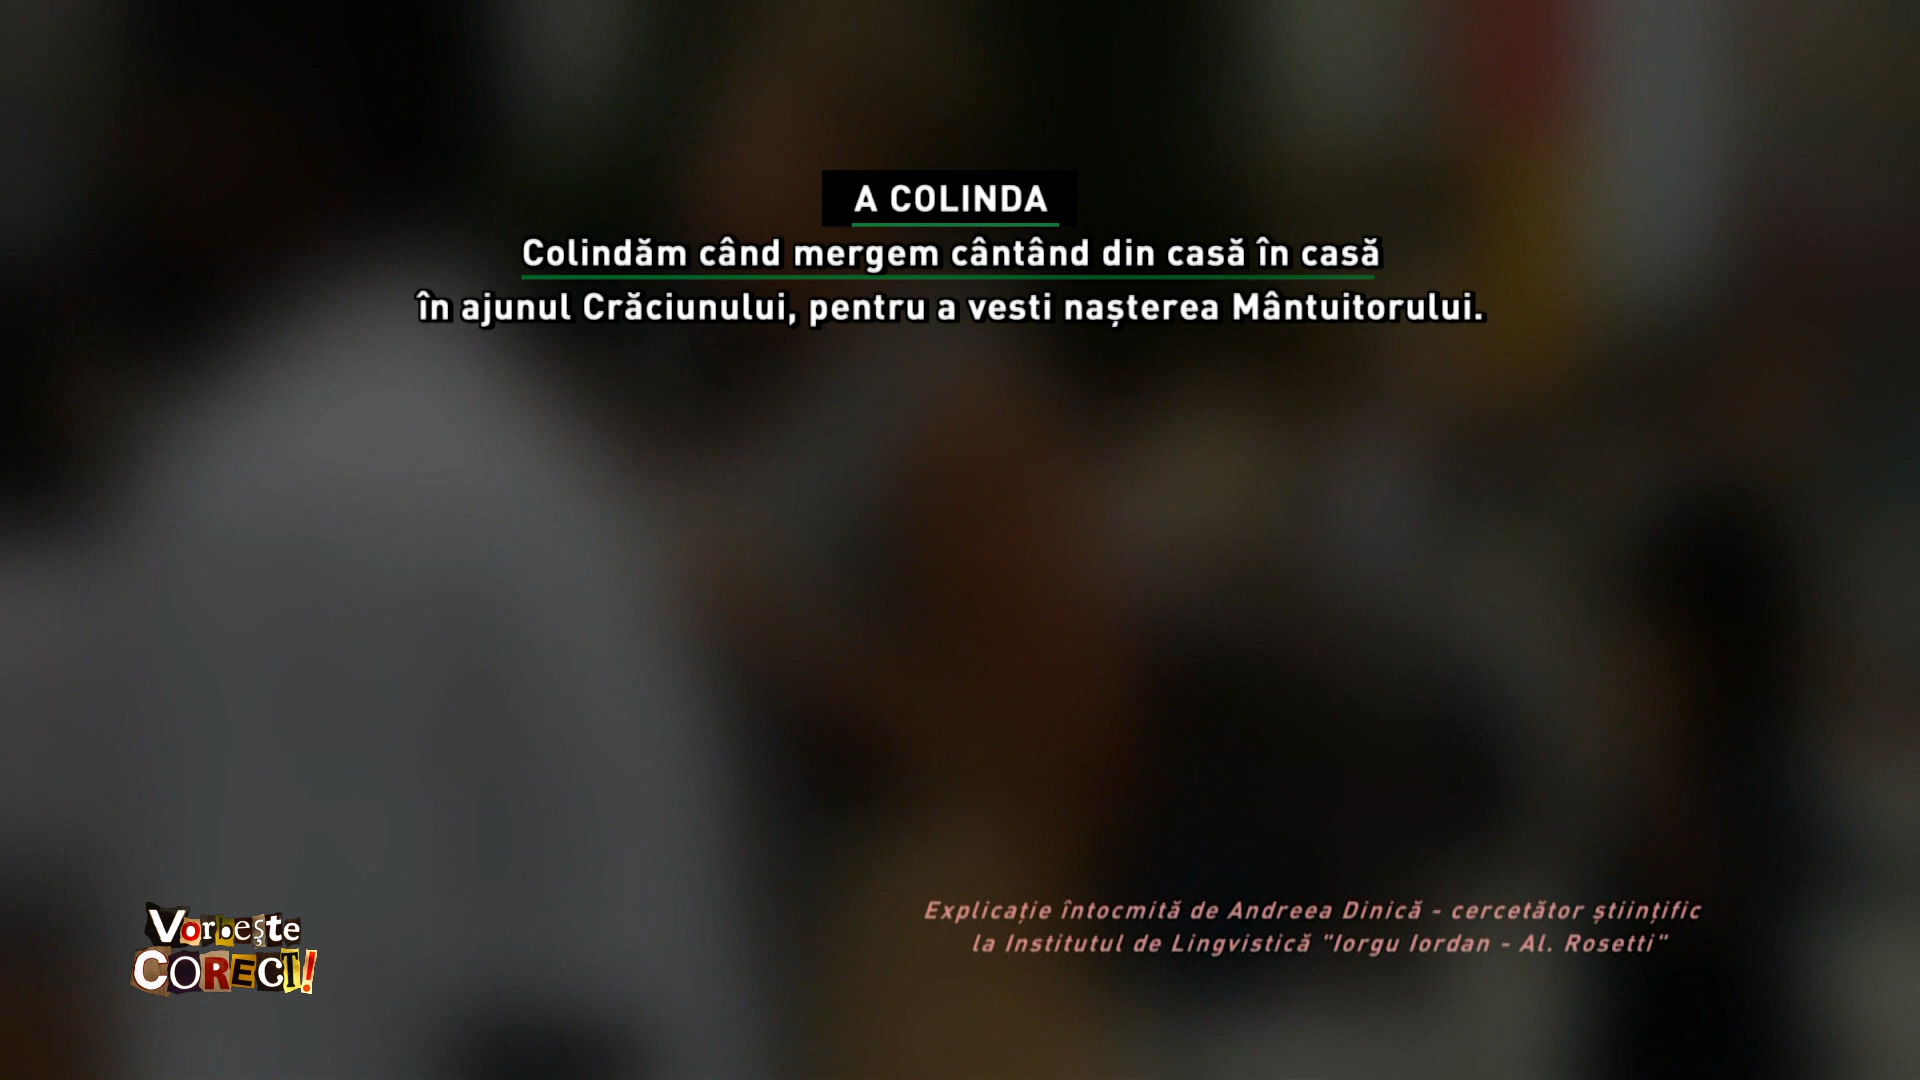 A COLINDA
Colindăm când mergem cântând din casă în casă
în ajunul Crăciunului, pentru a vesti nașterea Mântuitorului.
Explicație întocmită de Andreea Dinică - cercetător științific
la Institutul de Lingvistică "Iorgu Iordan - Al. Rosetti"
Vorbeşte
CORECT!